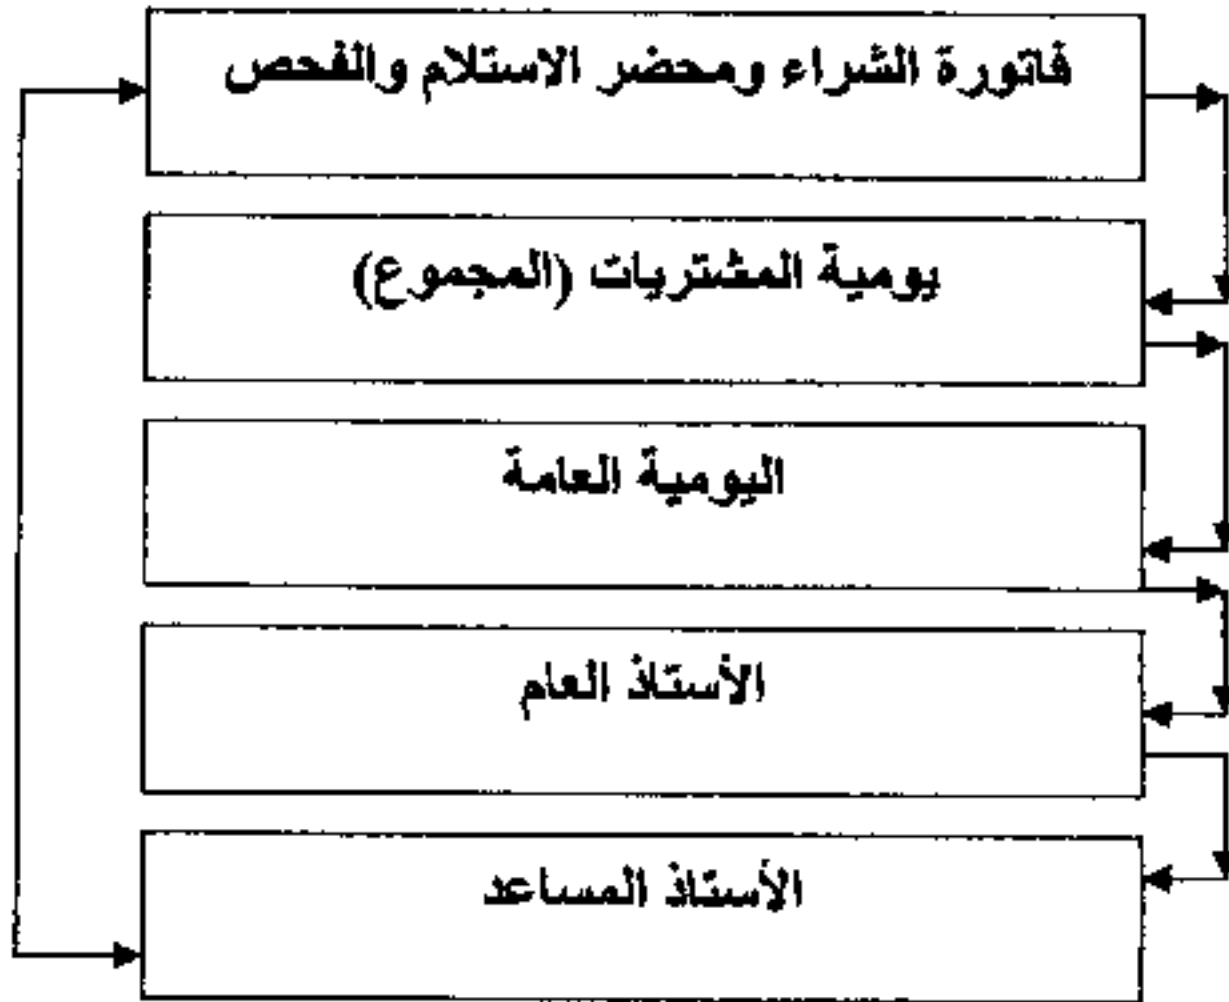 فاتورة الشراء ومحضر الاستلام والفحص
يومية المشتريات (المجموع)
اليومية العامة
الأستاذ العام
الأستاذ المساعد